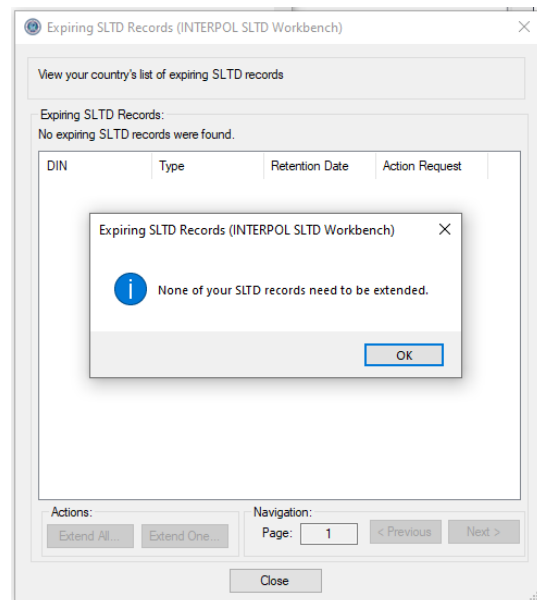 Expiring SLTD Records (INTERPOL SLTD Workbench)
View your country's list of expiring SLTD records
Expiring SLTD Records:
No expiring SLTD records were found.
DIN Type Retention Date Action Request
Expiring SLTD Records (INTERPOL SLTD Workbench)
None of your SLTD records need to be extended.
OK
Actions:
Extend All... Extend One...
Navigation:
Page: 1 < Previous Next >
Close